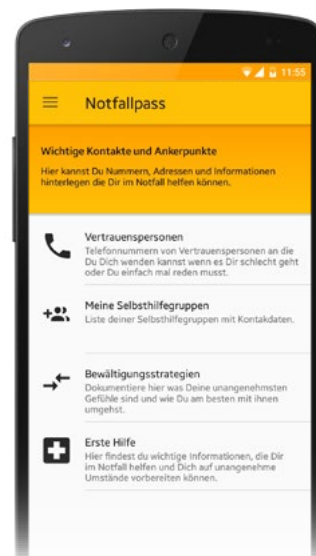 11:55
Notfallpass
Wichtige Kontakte und Ankerpunkte
Hier kannst Du Nummern, Adressen und Informationen
hinterlegen die Dir im Notfall helfen können.
Vertrauenspersonen
Telefonnummern von Vertrauenspersonen an die
Du Dich wenden kannst wenn es Dir schlecht geht
oder Du einfach mal reden musst.
Meine Selbsthilfegruppen
Liste deiner Selbsthilfegruppen mit Kontakdaten.
Bewältigungsstrategien
Dokumentiere hier was Deine unangenehmsten
Gefühle sind und wie Du am besten mit ihnen
umgehst.
Erste Hilfe
Hier findest du wichtige Informationen, die Dir
im Notfall helfen und Dich auf unangenehme
Umstände vorbereiten können.